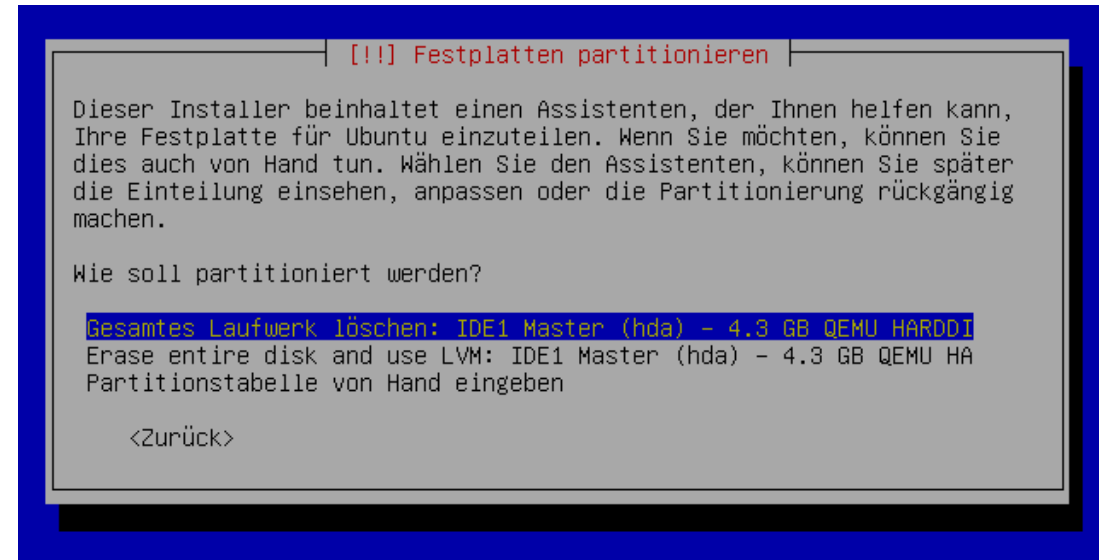 [!!] Festplatten partitionieren
Dieser Installer beinhaltet einen Assistenten, der Ihnen helfen kann,
Ihre Festplatte für Ubuntu einzuteilen. Wenn Sie möchten, können Sie
dies auch von Hand tun. Wählen Sie den Assistenten, können Sie später
die Einteilung einsehen, anpassen oder die Partitionierung rückgängig
machen.
Wie soll partitioniert werden?
Gesamtes Laufwerk löschen: IDE1 Master (hda) – 4.3 GB QEMU HARDDI
Erase entire disk and use LVM: IDE1 Master (hda) – 4.3 GB QEMU HA
Partitionstabelle von Hand eingeben
<Zurück>